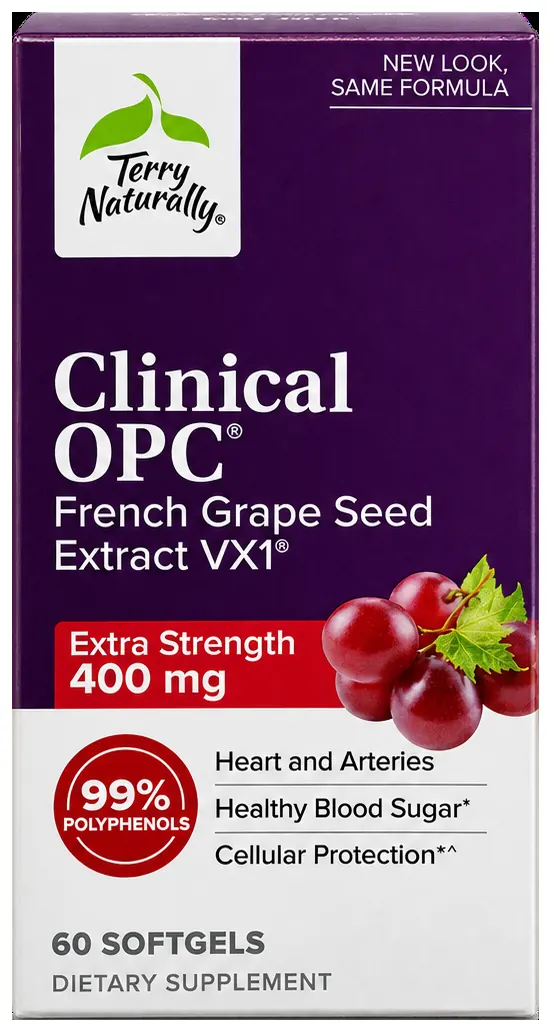 NEW LOOK,
SAME FORMULA
Terry
Naturally®
Clinical
OPC®
French Grape Seed
Extract VX1®
Extra Strength
400 mg
99%
POLYPHENOLS
Heart and Arteries
Healthy Blood Sugar*
Cellular Protection*^
60 SOFTGELS
DIETARY SUPPLEMENT